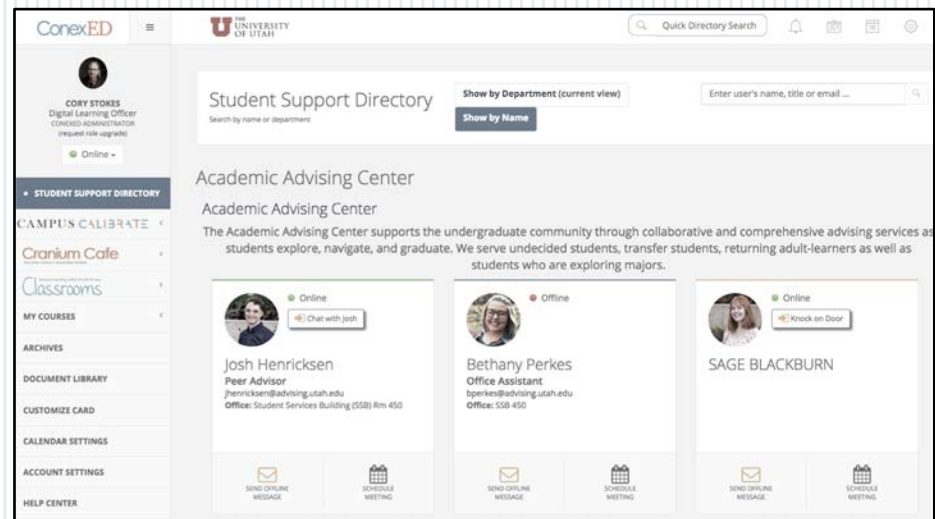 ConexED
THE
UNIVERSITY
OF UTAH
Quick Directory Search
CORY STOKES
Digital Learning Officer
CONEXED ADMINISTRATOR
(request role upgrade)
Online
STUDENT SUPPORT DIRECTORY
CAMPUS CALIBRATE
Cranium Cafe
Classrooms
MY COURSES
ARCHIVES
DOCUMENT LIBRARY
CUSTOMIZE CARD
CALENDAR SETTINGS
ACCOUNT SETTINGS
HELP CENTER
Student Support Directory
Search by name or department
Show by Department (current view)
Show by Name
Enter user's name, title or email ...
Academic Advising Center
Academic Advising Center
The Academic Advising Center supports the undergraduate community through collaborative and comprehensive advising services as
students explore, navigate, and graduate. We serve undecided students, transfer students, returning adult-learners as well as
students who are exploring majors.
Online
Chat with Josh
Josh Henricksen
Peer Advisor
jhenricksen@advising.utah.edu
Office: Student Services Building (SSB) Rm 450
SEND OFFLINE
MESSAGE
SCHEDULE
MEETING
Offline
Bethany Perkes
Office Assistant
bperkes@advising.utah.edu
Office: SSB 450
SEND OFFLINE
MESSAGE
SCHEDULE
MEETING
Online
Knock on Door
SAGE BLACKBURN
SEND OFFLINE
MESSAGE
SCHEDULE
MEETING